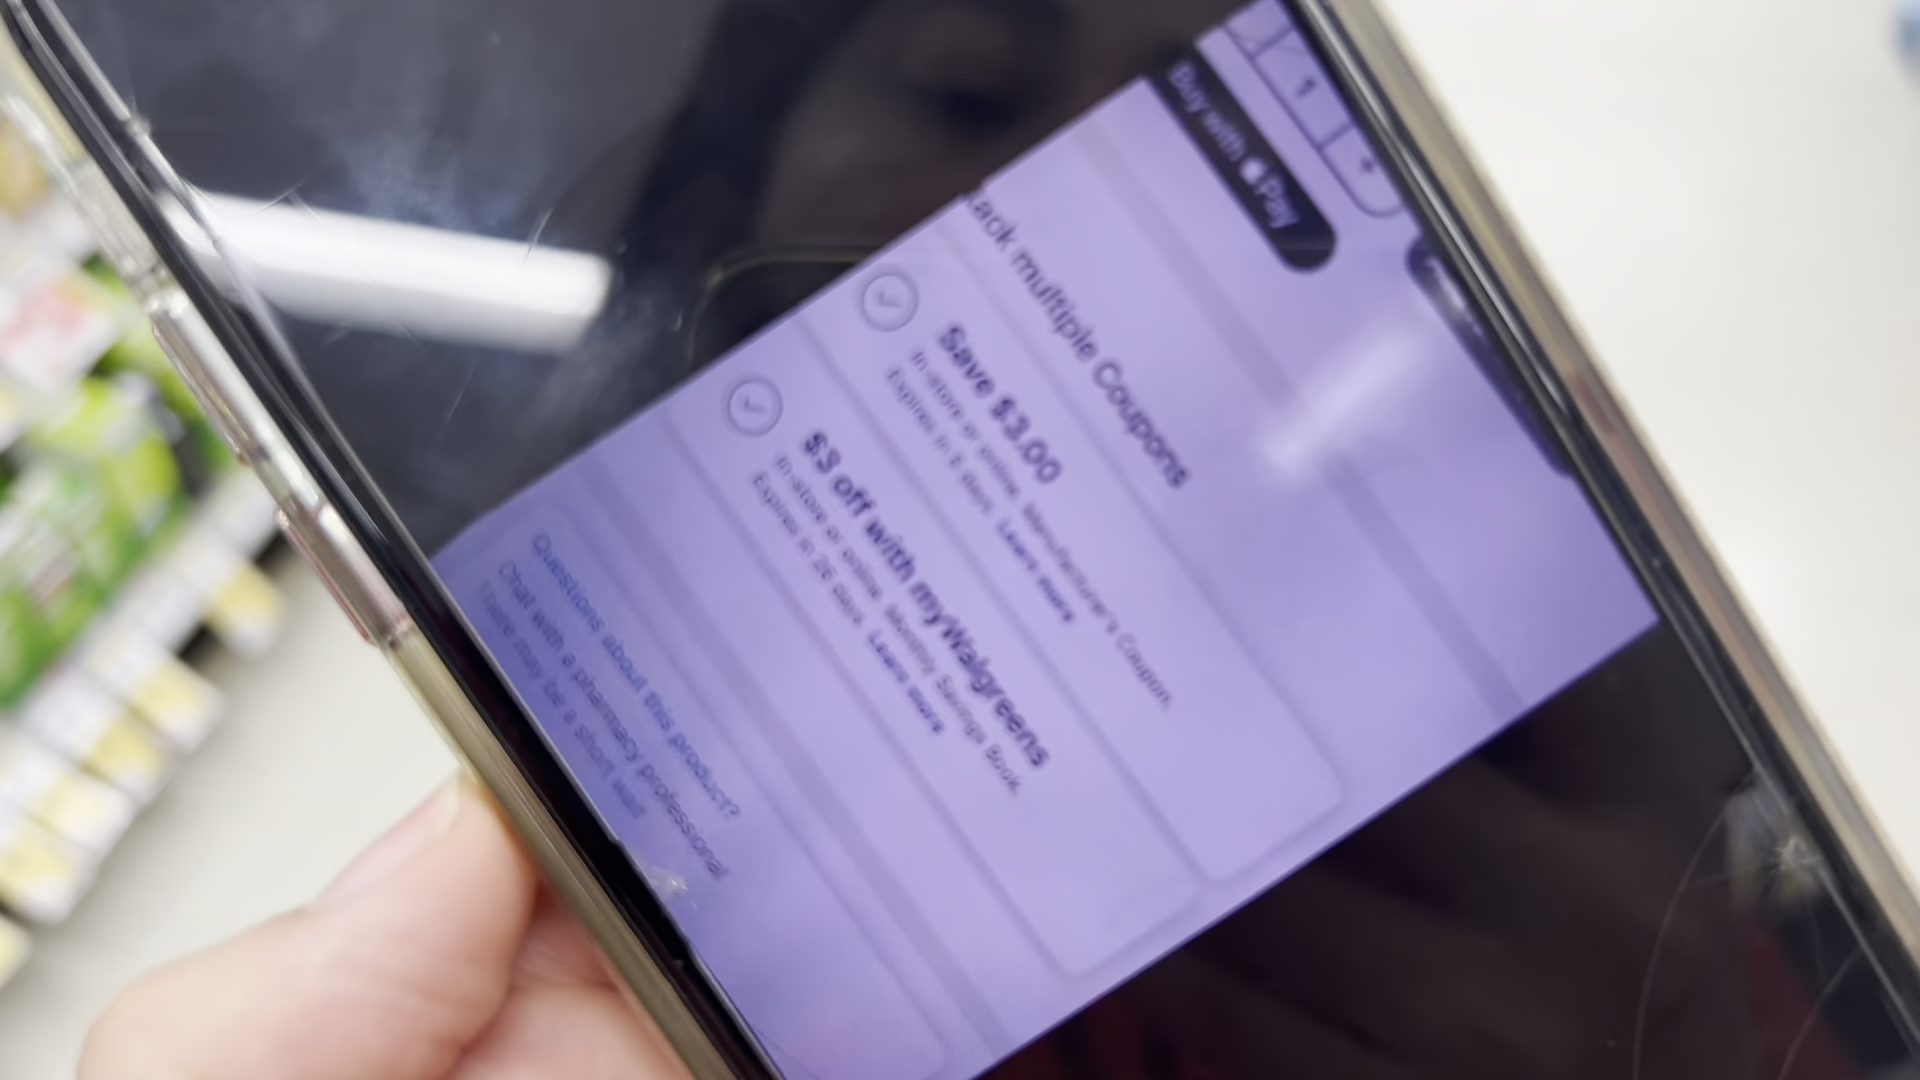 1 +
Buy with Pay
ack multiple Coupons
Save $3.00
In-store or online. Manufacturer's Coupon.
Expires in days. Learn more
$3 off with myWalgreens
In-store or online. Monthly Savings Book.
Expires in 26 days. Learn more
Questions about this product?
Chat with a pharmacy professional
There may be a short wait